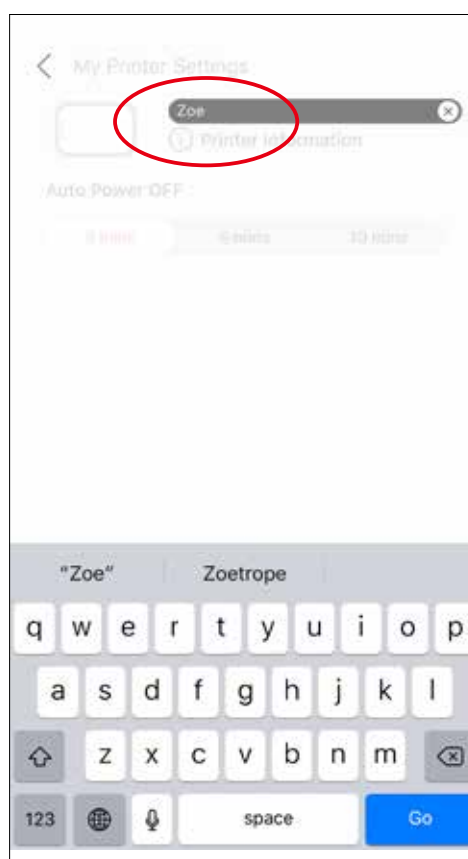 My Printer Settings
Zoe
Printer information
Auto Power OFF :
3 mins 5 mins 10 mins
"Zoe" Zoetrope
q w e r t y u i o p
a s d f g h j k l
z x c v b n m
123 space Go